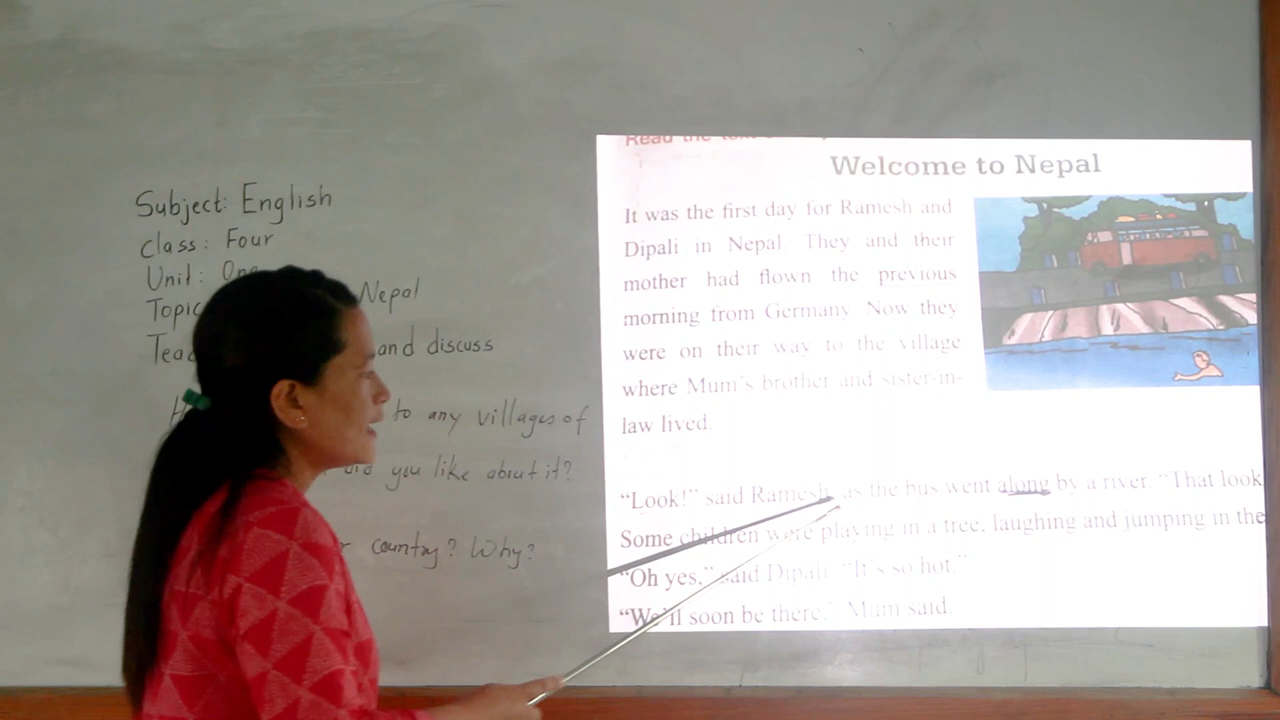 Subject: English
Class: Four
Unit: One
Topic Nepal
and discuss
to any villages of
did you like about it?
country? Why?
Read the
Welcome to Nepal
It was the first day for Ramesh and
Dipali in Nepal. They and their
mother had flown the previous
morning from Germany. Now they
were on their way to the village
where Mum's brother and sister-in-
law lived.
“Look!” said Ramesh, as the bus went along by a river. “That look
Some children were playing in a tree, laughing and jumping in the
“Oh yes,” said Dipali. “It's so hot.”
“We'll soon be there.” Mum said.